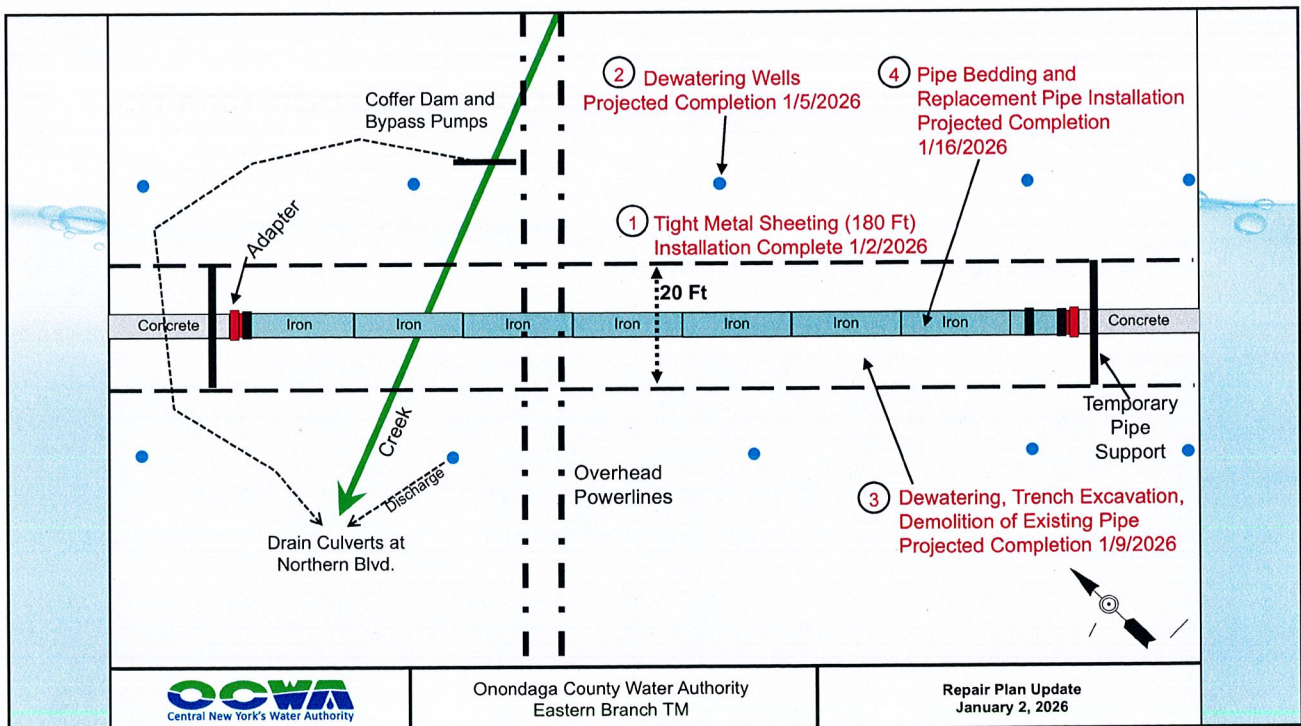 2 Dewatering Wells
Projected Completion 1/5/2026
4 Pipe Bedding and
Replacement Pipe Installation
Projected Completion
1/16/2026
Coffer Dam and
Bypass Pumps
1 Tight Metal Sheeting (180 Ft)
Installation Complete 1/2/2026
Adapter
20 Ft
Concrete
Iron
Iron
Iron
Iron
Iron
Iron
Iron
Concrete
Creek
Temporary
Pipe
Support
Overhead
Powerlines
Discharge
3 Dewatering, Trench Excavation,
Demolition of Existing Pipe
Projected Completion 1/9/2026
Drain Culverts at
Northern Blvd.
OCWA
Central New York's Water Authority
Onondaga County Water Authority
Eastern Branch TM
Repair Plan Update
January 2, 2026